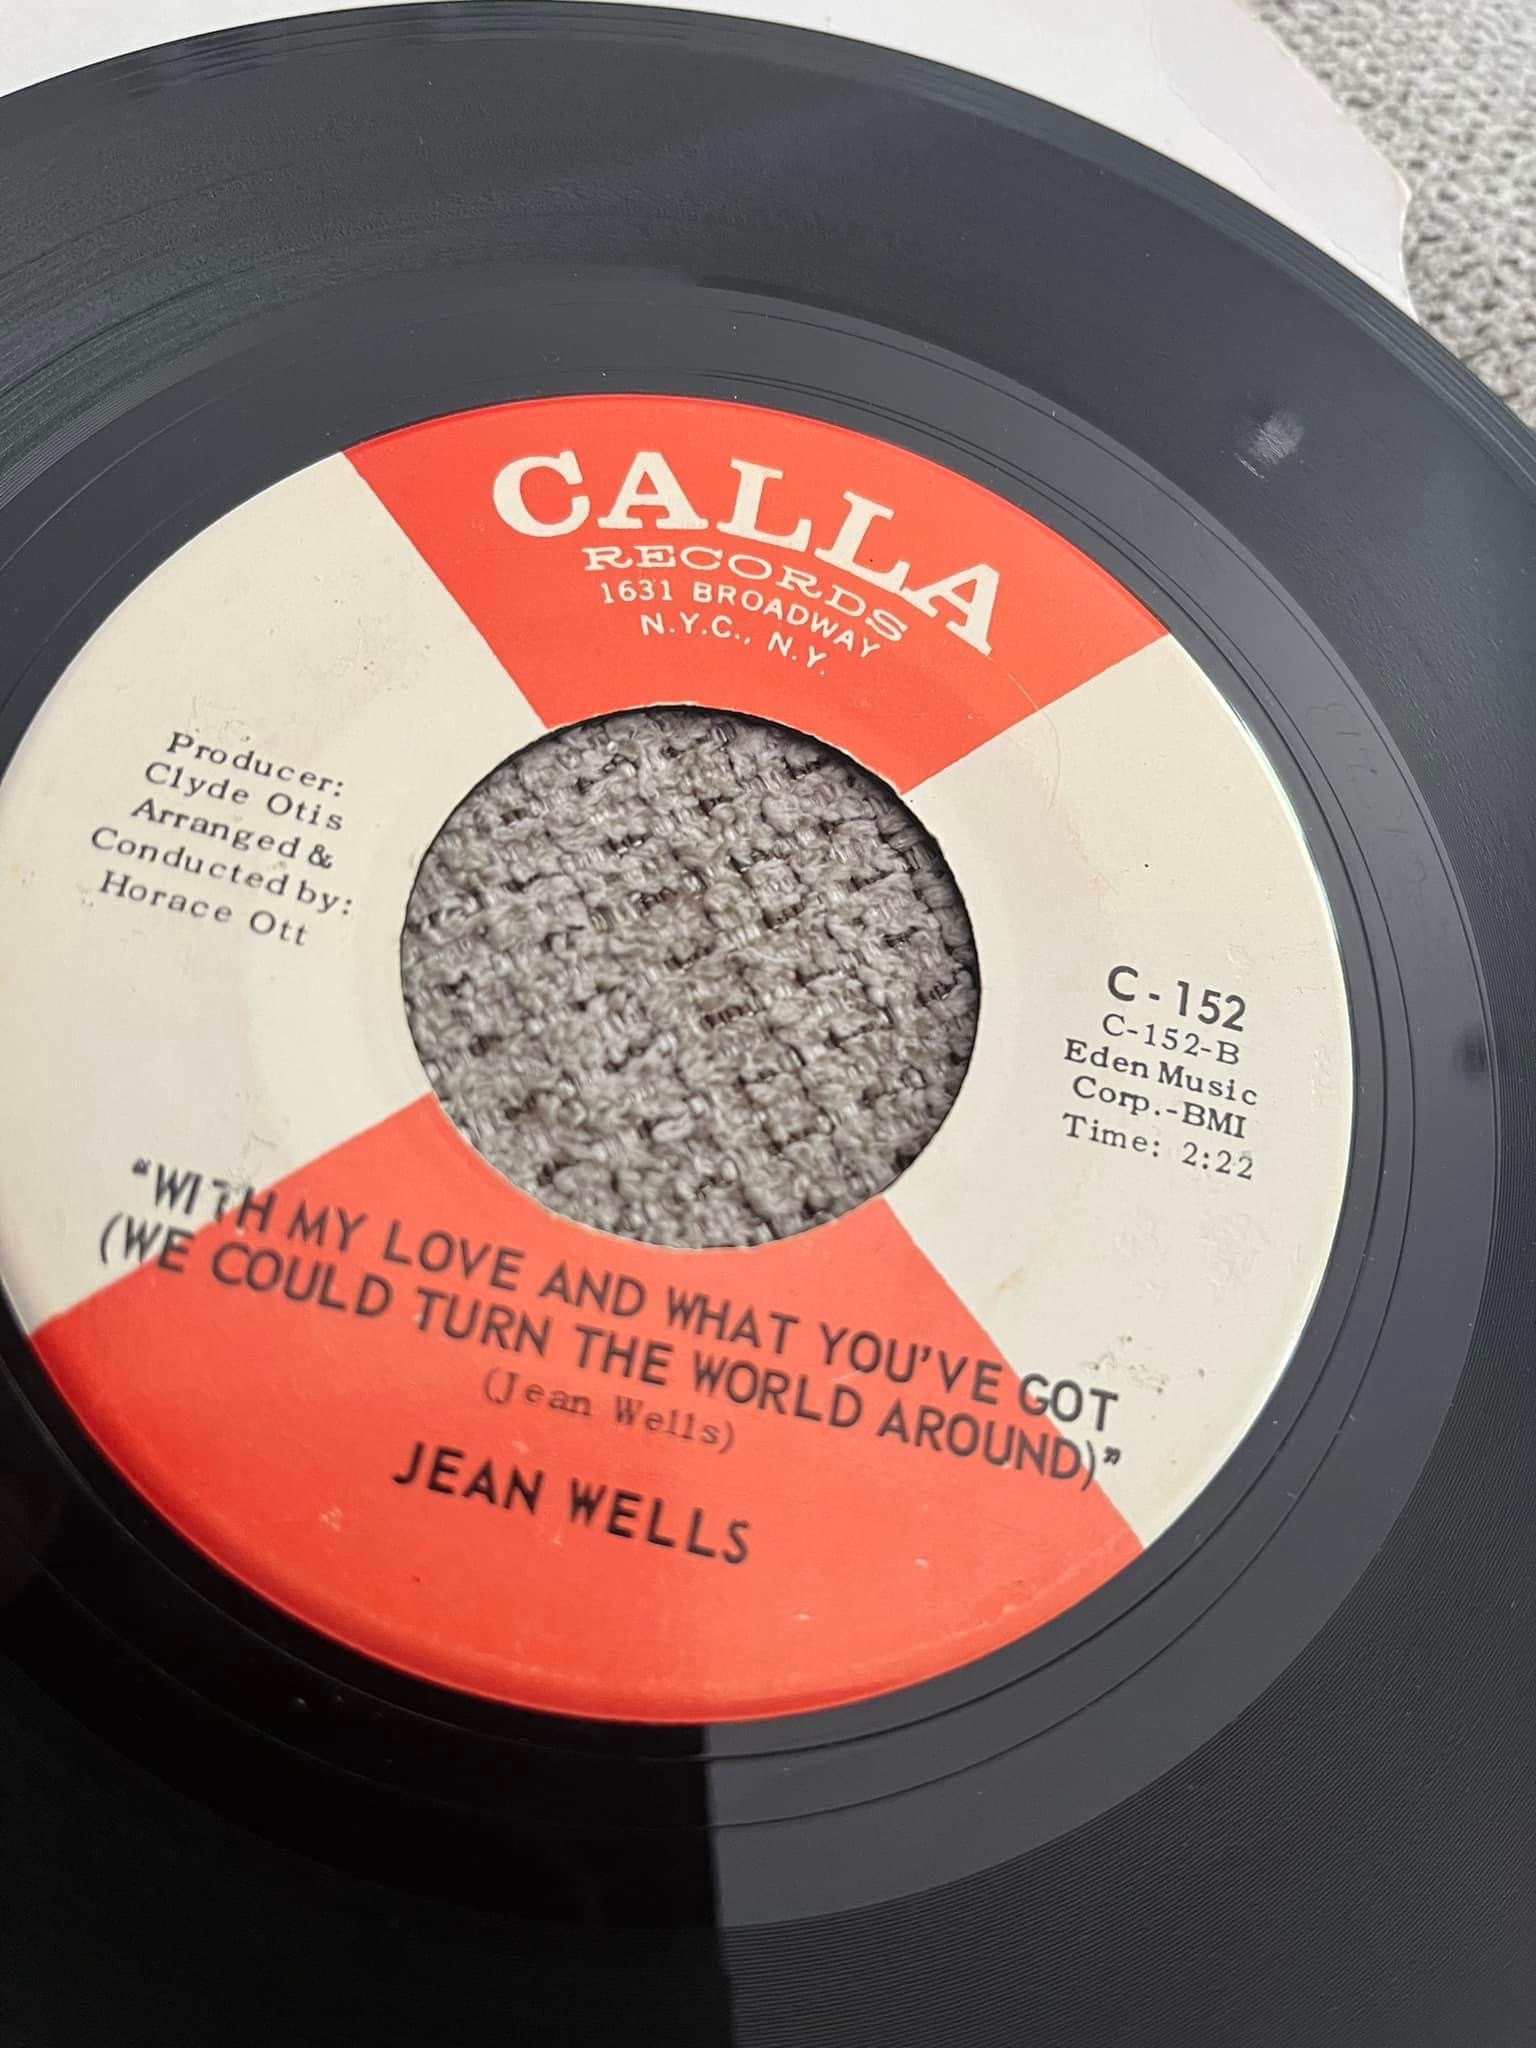 CALLA
RECORDS
1631 BROADWAY
N.Y.C., N.Y.
Producer:
Clyde Otis
Arranged &
Conducted by:
Horace Ott
C-152
C-152-B
Eden Music
Corp.-BMI
Time: 2:22
"WITH MY LOVE AND WHAT YOU'VE GOT
(WE COULD TURN THE WORLD AROUND)"
(Jean Wells)
JEAN WELLS